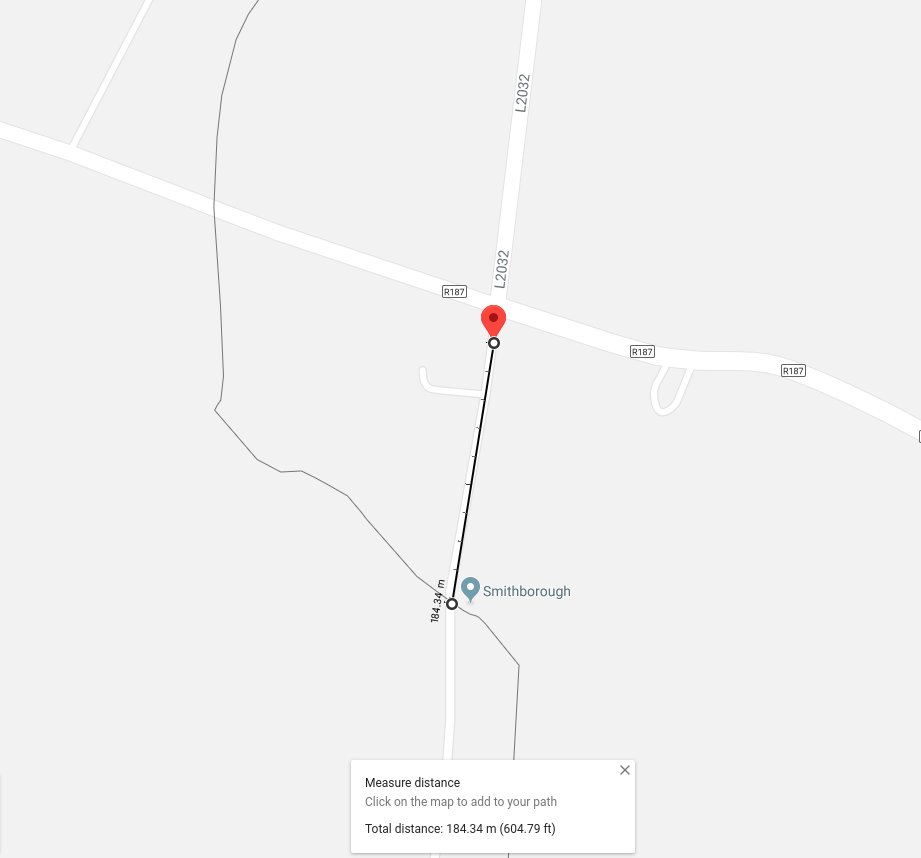 L2032
L2032
R187
R187
R187
Smithborough
184.34 m
Measure distance
Click on the map to add to your path
Total distance: 184.34 m (604.79 ft)